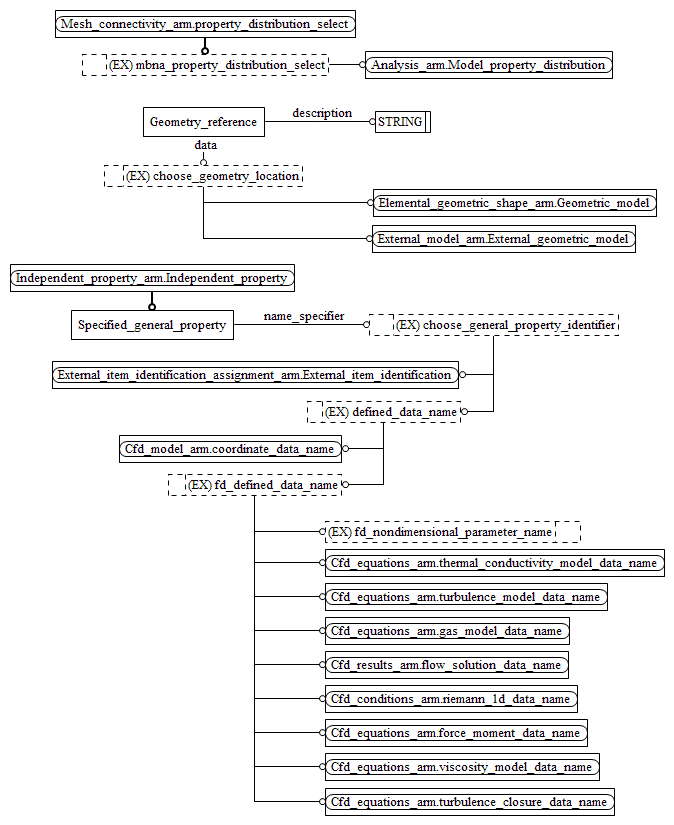 Mesh_connectivity_arm.property_distribution_select
(EX) mbna_property_distribution_select
Analysis_arm.Model_property_distribution
Geometry_reference
description
STRING
data
(EX) choose_geometry_location
Elemental_geometric_shape_arm.Geometric_model
External_model_arm.External_geometric_model
Independent_property_arm.Independent_property
Specified_general_property
name_specifier
(EX) choose_general_property_identifier
External_item_identification_assignment_arm.External_item_identification
(EX) defined_data_name
Cfd_model_arm.coordinate_data_name
(EX) fd_defined_data_name
(EX) fd_nondimensional_parameter_name
Cfd_equations_arm.thermal_conductivity_model_data_name
Cfd_equations_arm.turbulence_model_data_name
Cfd_equations_arm.gas_model_data_name
Cfd_results_arm.flow_solution_data_name
Cfd_conditions_arm.riemann_1d_data_name
Cfd_equations_arm.force_moment_data_name
Cfd_equations_arm.viscosity_model_data_name
Cfd_equations_arm.turbulence_closure_data_name